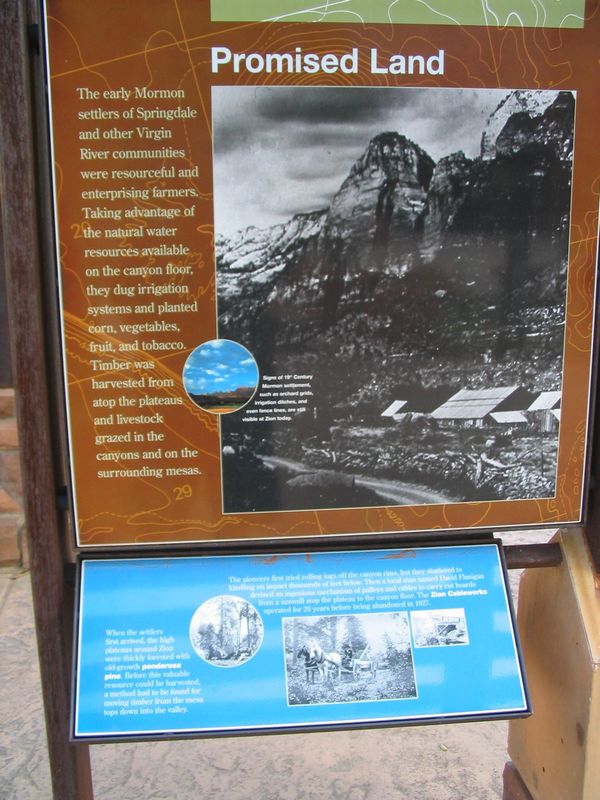 Promised Land
The early Mormon
settlers of Springdale
and other Virgin
River communities
were resourceful and
enterprising farmers.
Taking advantage of
the natural water
resources available
on the canyon floor,
they dug irrigation
systems and planted
corn, vegetables,
fruit, and tobacco.
Timber was
harvested from
atop the plateaus
and livestock
grazed in the
canyons and on the
surrounding mesas.
Signs of 19th Century
Mormon settlement,
such as orchard grids,
irrigation ditches, and
even fence lines, are still
visible at Zion today.
29
The pioneers first tried rolling logs off the canyon rims, but they shattered to
kindling on impact thousands of feet below. Then a local man named David Flanigan
devised an ingenious mechanism of pulleys and cables to carry cut boards
from a sawmill atop the plateau to the canyon floor. The Zion Cableworks
operated for 26 years before being abandoned in 1927.
When the settlers
first arrived, the high
plateaus around Zion
were thickly forested with
old-growth ponderosa
pine. Before this valuable
resource could be harvested,
a method had to be found for
moving timber from the mesa
tops down into the valley.